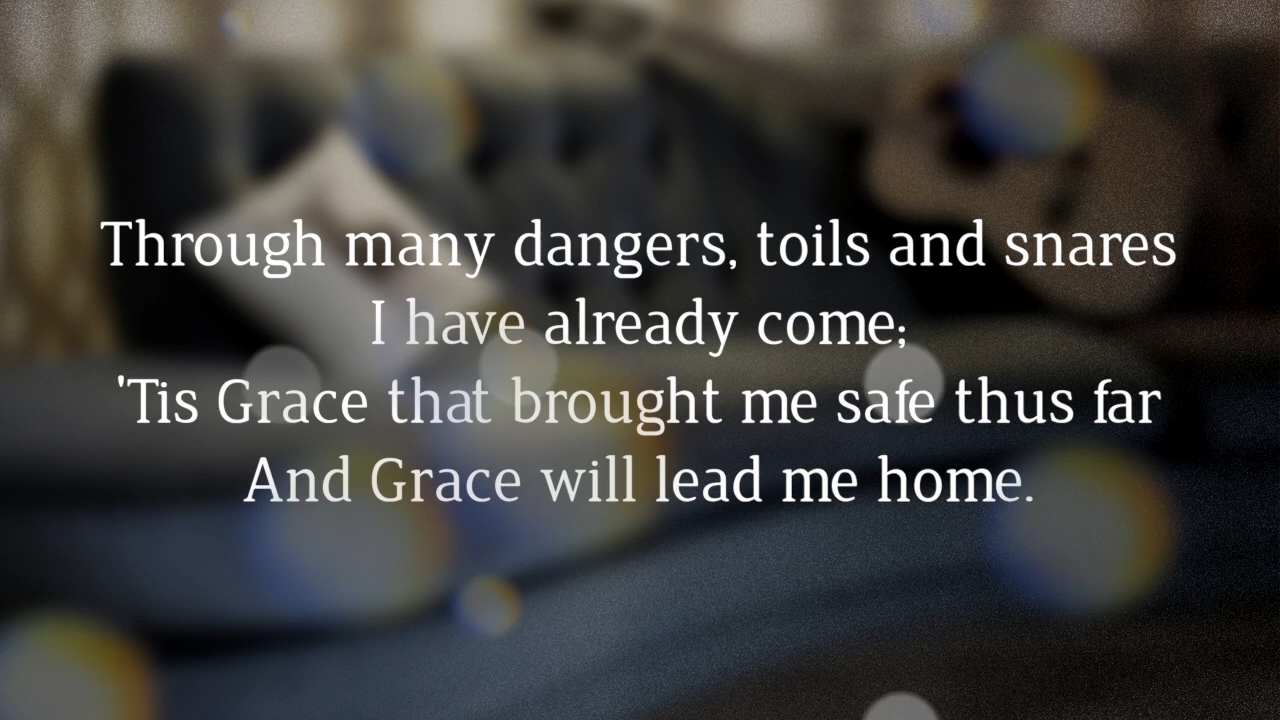 Through many dangers, toils and snares
I have already come;
'Tis Grace that brought me safe thus far
And Grace will lead me home.